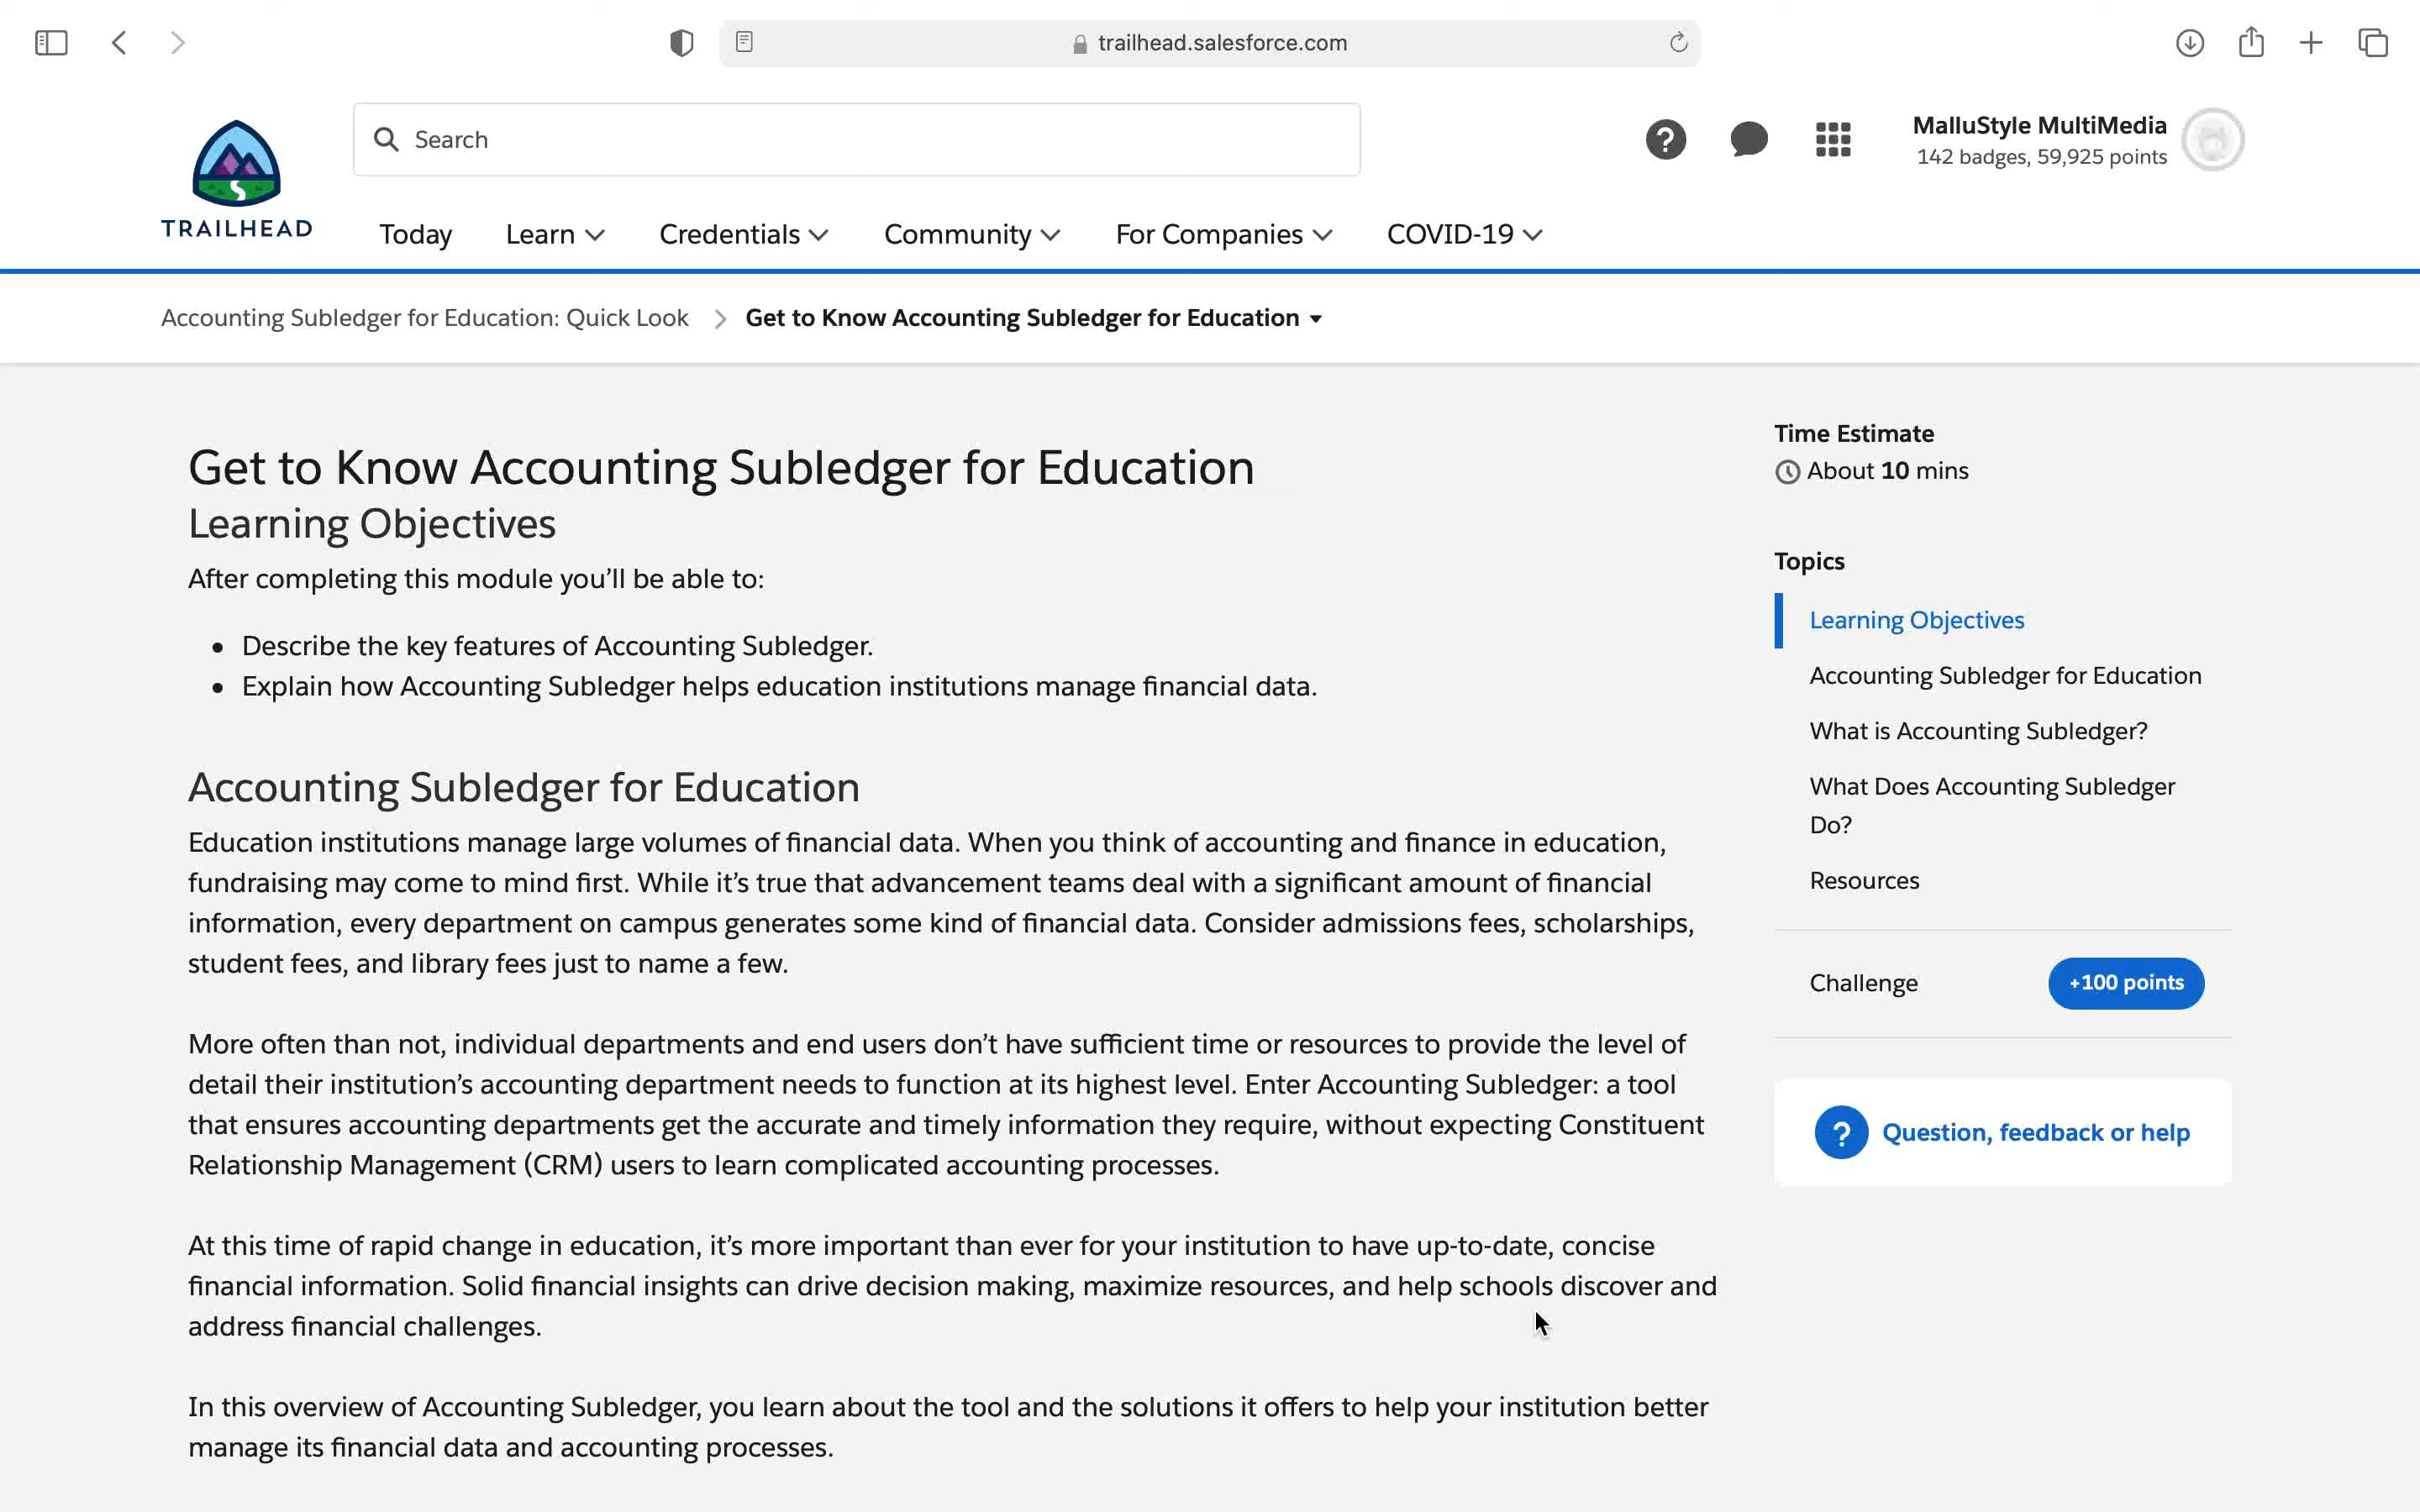 trailhead.salesforce.com
Search
MalluStyle MultiMedia
142 badges, 59,925 points
TRAILHEAD
Today Learn Credentials Community For Companies COVID-19
Accounting Subledger for Education: Quick Look Get to Know Accounting Subledger for Education
Get to Know Accounting Subledger for Education
Learning Objectives
After completing this module you’ll be able to:
• Describe the key features of Accounting Subledger.
• Explain how Accounting Subledger helps education institutions manage financial data.
Accounting Subledger for Education
Education institutions manage large volumes of financial data. When you think of accounting and finance in education,
fundraising may come to mind first. While it’s true that advancement teams deal with a significant amount of financial
information, every department on campus generates some kind of financial data. Consider admissions fees, scholarships,
student fees, and library fees just to name a few.
More often than not, individual departments and end users don’t have sufficient time or resources to provide the level of
detail their institution’s accounting department needs to function at its highest level. Enter Accounting Subledger: a tool
that ensures accounting departments get the accurate and timely information they require, without expecting Constituent
Relationship Management (CRM) users to learn complicated accounting processes.
At this time of rapid change in education, it’s more important than ever for your institution to have up-to-date, concise
financial information. Solid financial insights can drive decision making, maximize resources, and help schools discover and
address financial challenges.
In this overview of Accounting Subledger, you learn about the tool and the solutions it offers to help your institution better
manage its financial data and accounting processes.
Time Estimate
About 10 mins
Topics
Learning Objectives
Accounting Subledger for Education
What is Accounting Subledger?
What Does Accounting Subledger
Do?
Resources
Challenge +100 points
? Question, feedback or help